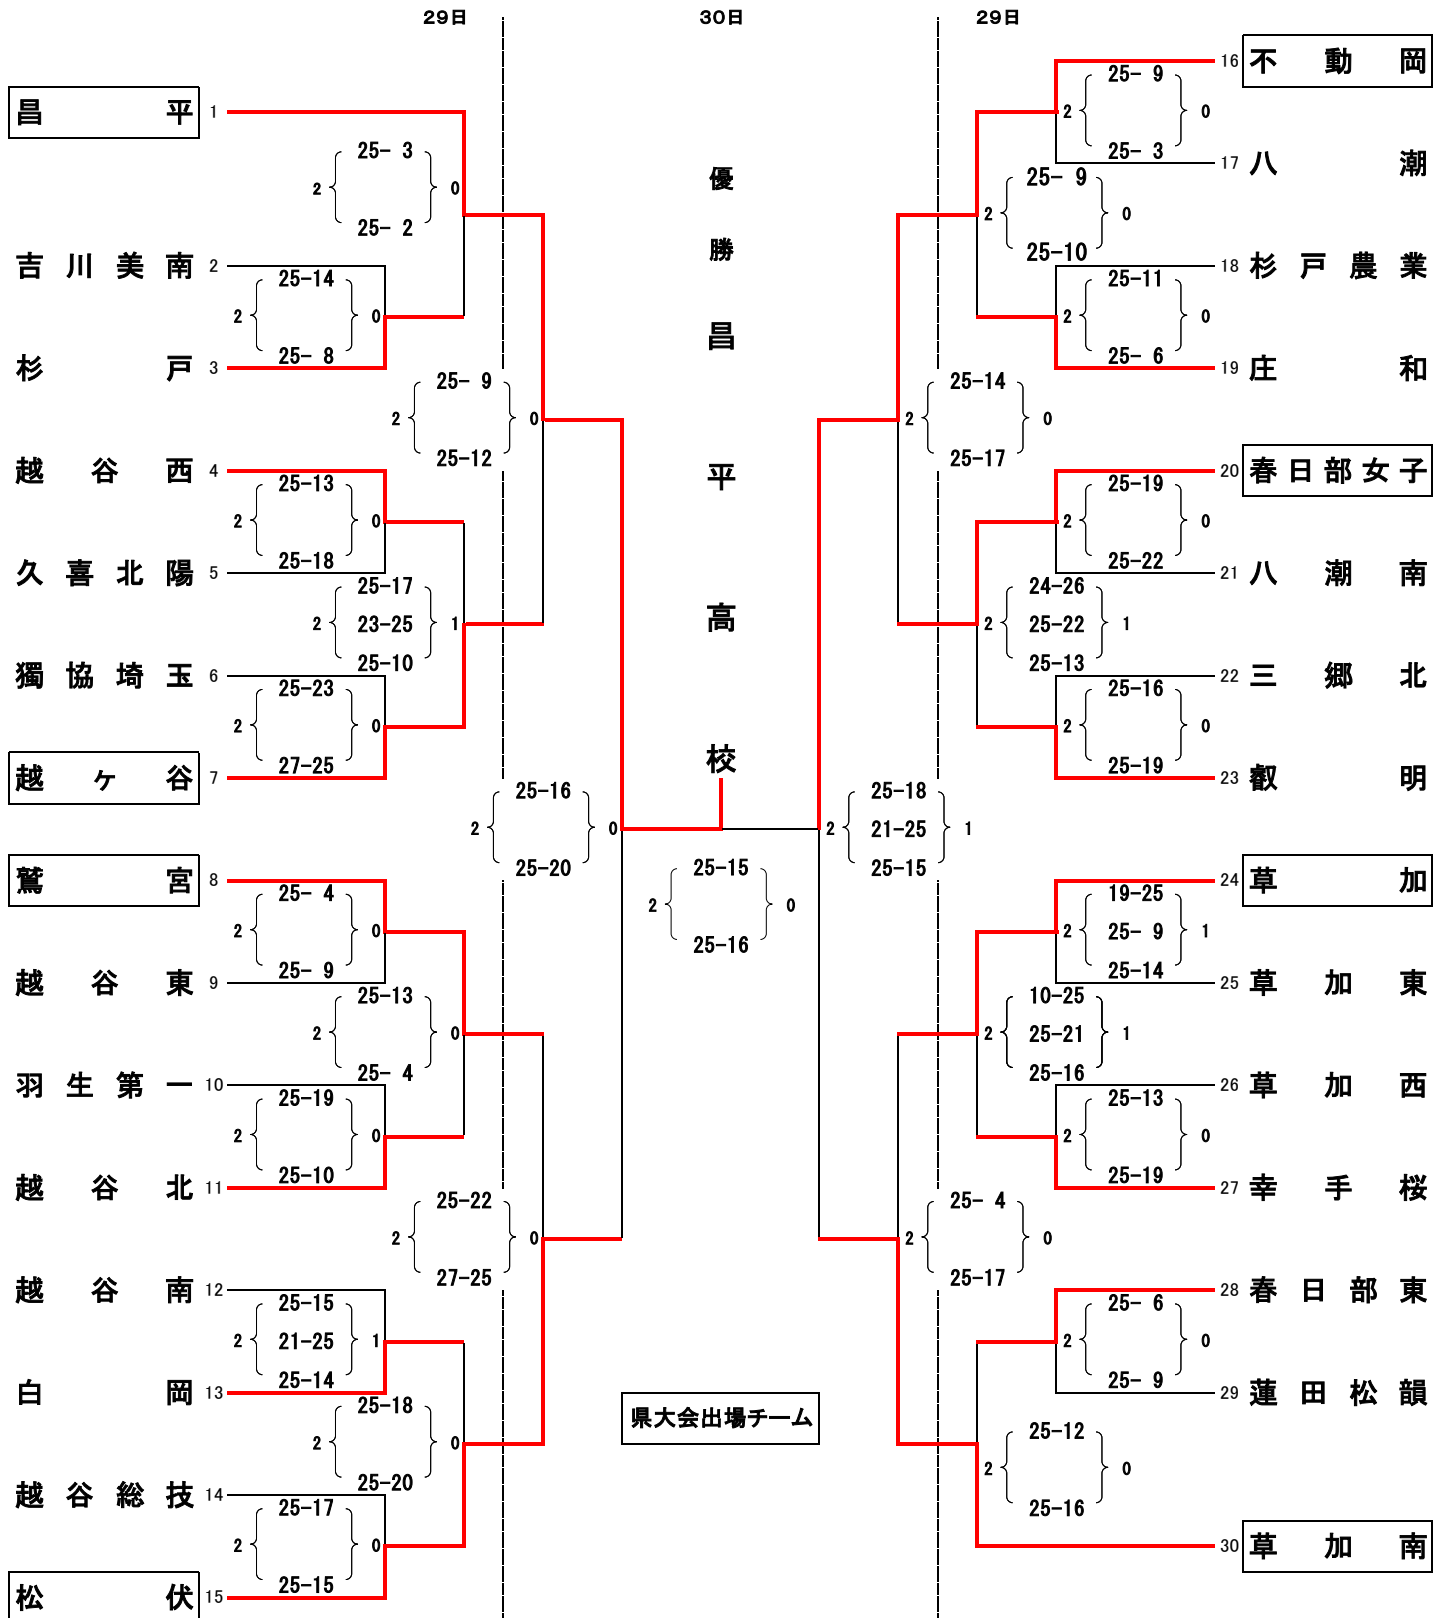 29日 30日 29日
優勝 昌平高校
昌平 1
25- 3
2 0
25- 2
吉川美南 2
25-14
2 0
25- 8
杉戸 3
25- 9
2 0
25-12
越谷西 4
25-13
2 0
25-18
久喜北陽 5
25-17
2 23-25 1
25-10
獨協埼玉 6
25-23
2 0
27-25
越ヶ谷 7
25-16
2 0
25-20
鷲宮 8
25- 4
2 0
25- 9
越谷東 9
25-13
2 0
25- 4
羽生第一 10
25-19
2 0
25-10
越谷北 11
25-22
2 0
27-25
越谷南 12
25-15
2 21-25 1
25-14
白岡 13
25-18
2 0
25-20
越谷総技 14
25-17
2 0
25-15
松伏 15
25-15
2 0
25-16
県大会出場チーム
16 不動岡
25- 9
2 0
25- 3
17 八潮
25- 9
2 0
25-10
18 杉戸農業
25-11
2 0
25- 6
19 庄和
25-14
2 0
25-17
20 春日部女子
25-19
2 0
25-22
21 八潮南
24-26
2 25-22 1
25-13
22 三郷北
25-16
2 0
25-19
23 叡明
25-18
2 21-25 1
25-15
24 草加
19-25
2 25- 9 1
25-14
25 草加東
10-25
2 25-21 1
25-16
26 草加西
25-13
2 0
25-19
27 幸手桜
25- 4
2 0
25-17
28 春日部東
25- 6
2 0
25- 9
29 蓮田松韻
25-12
2 0
25-16
30 草加南